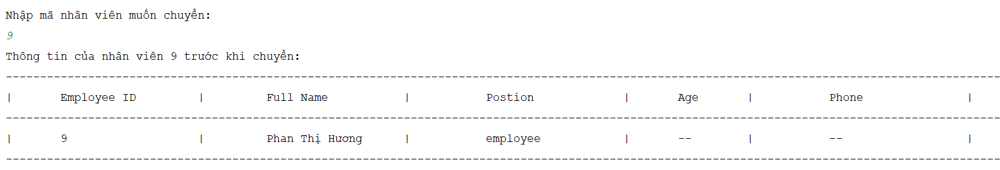 Nhập mã nhân viên muốn chuyển:
9
Thông tin của nhân viên 9 trước khi chuyển:
-------------------------------------------------------------------------------------------------------------------------------------------------
| Employee ID | Full Name | Postion | Age | Phone |
-------------------------------------------------------------------------------------------------------------------------------------------------
| 9 | Phan Thị Hương | employee | -- | -- |
-------------------------------------------------------------------------------------------------------------------------------------------------